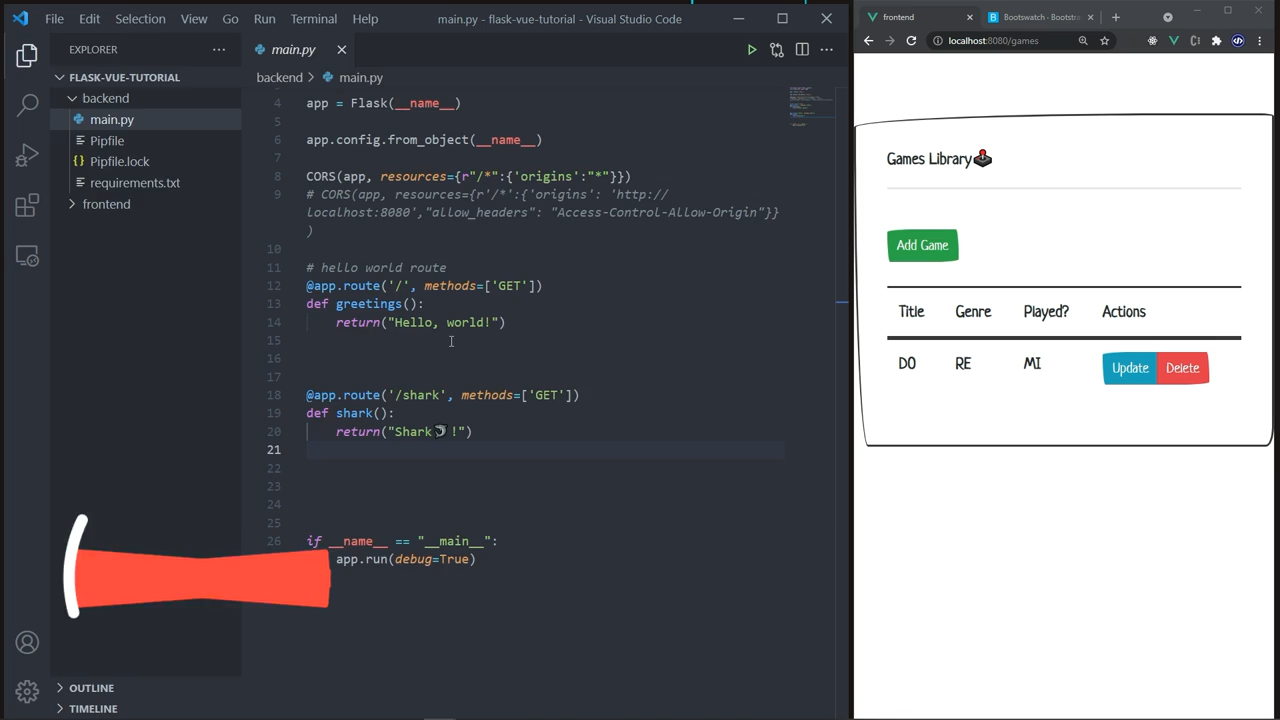 File Edit Selection View Go Run Terminal Help main.py - flask-vue-tutorial - Visual Studio Code
EXPLORER
FLASK-VUE-TUTORIAL
backend
main.py
Pipfile
Pipfile.lock
requirements.txt
frontend
OUTLINE
TIMELINE
main.py
backend > main.py
4 app = Flask(__name__)
5
6 app.config.from_object(__name__)
7
8 CORS(app, resources={r"/*":{'origins':"*"}})
9 # CORS(app, resources={r'/*':{'origins': 'http://
localhost:8080',"allow_headers": "Access-Control-Allow-Origin"}}
)
10
11 # hello world route
12 @app.route('/', methods=['GET'])
13 def greetings():
14 return("Hello, world!")
15
16
17
18 @app.route('/shark', methods=['GET'])
19 def shark():
20 return("Shark🦈!")
21
22
23
24
25
26 if __name__ == "__main__":
app.run(debug=True)
frontend
Bootswatch - Bootstra
localhost:8080/games
Games Library🕹️
Add Game
Title Genre Played? Actions
DO RE MI Update Delete